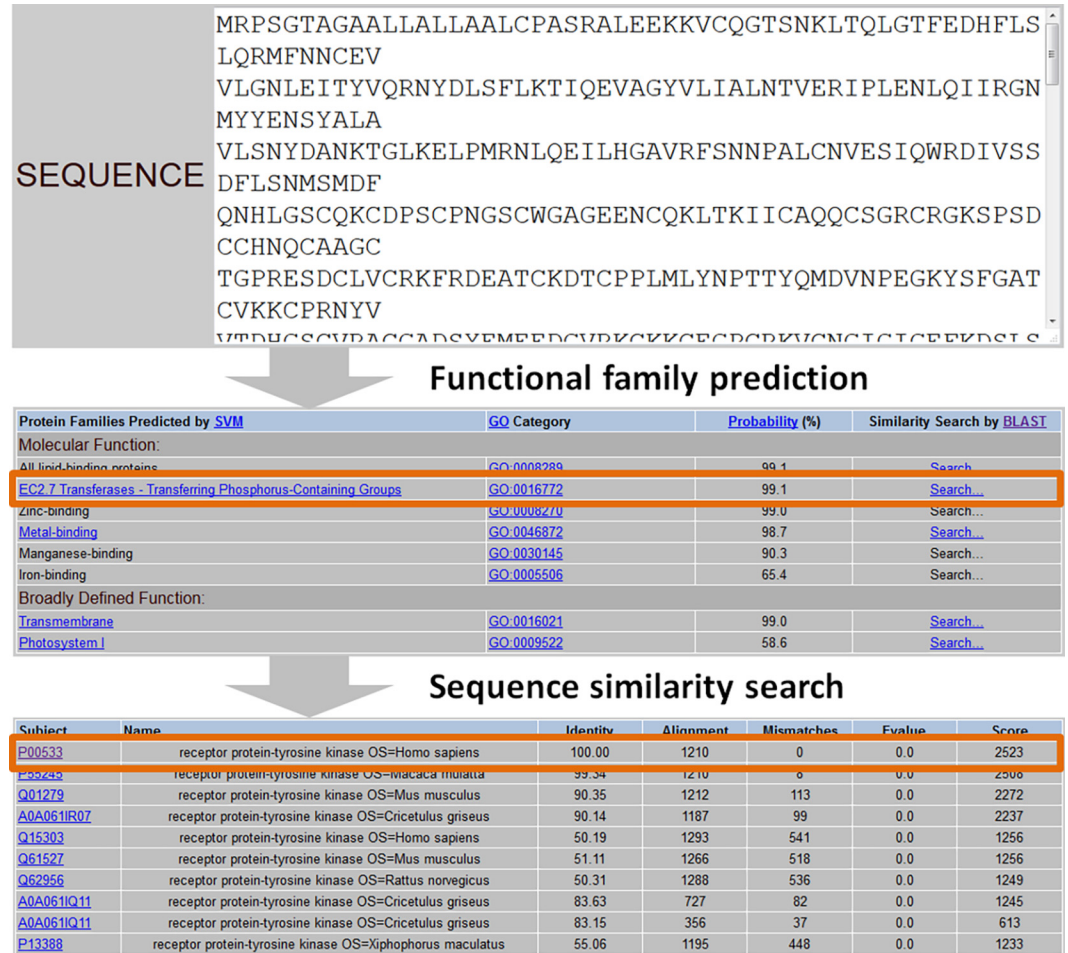 SEQUENCE
MRPSGTAGAALLALLAALCPASRALEEKKVCQGTSNKLTQLGTFEDHFLS
LQRMFNNCEV
VLGNLEITYVQRNYDLSFLKTIQEVAGYVLIALNTVERIPLENLQIIRGN
MYYENSYALA
VLSNYDANKTGLKELPMRNLQEILHGAVRFSNNPALCNVESIQWRDIVSS
DFLSNMSMDF
QNHLGSCQKCDPSCPNGSCWGAGEENCQKLTKIICAQQCSGRCRGKSPSD
CCHNQCAAGC
TGPRESDCLVCRKFRDEATCKDTCPPLMLYNPTTYQMDVNPEGKYSFGAT
CVKKCPRNYV
Functional family prediction
Protein Families Predicted by SVM GO Category Probability (%) Similarity Search by BLAST
Molecular Function:
All lipid-binding proteins GO:0008289 99.1 Search...
EC2.7 Transferases - Transferring Phosphorus-Containing Groups GO:0016772 99.1 Search...
Zinc-binding GO:0008270 99.0 Search...
Metal-binding GO:0046872 98.7 Search...
Manganese-binding GO:0030145 90.3 Search...
Iron-binding GO:0005506 65.4 Search...
Broadly Defined Function:
Transmembrane GO:0016021 99.0 Search...
Photosystem I GO:0009522 58.6 Search...
Sequence similarity search
Subject Name Identity Alignment Mismatches Evalue Score
P00533 receptor protein-tyrosine kinase OS=Homo sapiens 100.00 1210 0 0.0 2523
P55245 receptor protein-tyrosine kinase OS=Macaca mulatta 99.34 1210 8 0.0 2508
Q01279 receptor protein-tyrosine kinase OS=Mus musculus 90.35 1212 113 0.0 2272
A0A061IR07 receptor protein-tyrosine kinase OS=Cricetulus griseus 90.14 1187 99 0.0 2237
Q15303 receptor protein-tyrosine kinase OS=Homo sapiens 50.19 1293 541 0.0 1256
Q61527 receptor protein-tyrosine kinase OS=Mus musculus 51.11 1266 518 0.0 1256
Q62956 receptor protein-tyrosine kinase OS=Rattus norvegicus 50.31 1288 536 0.0 1249
A0A061IQ11 receptor protein-tyrosine kinase OS=Cricetulus griseus 83.63 727 82 0.0 1245
A0A061IQ11 receptor protein-tyrosine kinase OS=Cricetulus griseus 83.15 356 37 0.0 613
P13388 receptor protein-tyrosine kinase OS=Xiphophorus maculatus 55.06 1195 448 0.0 1233